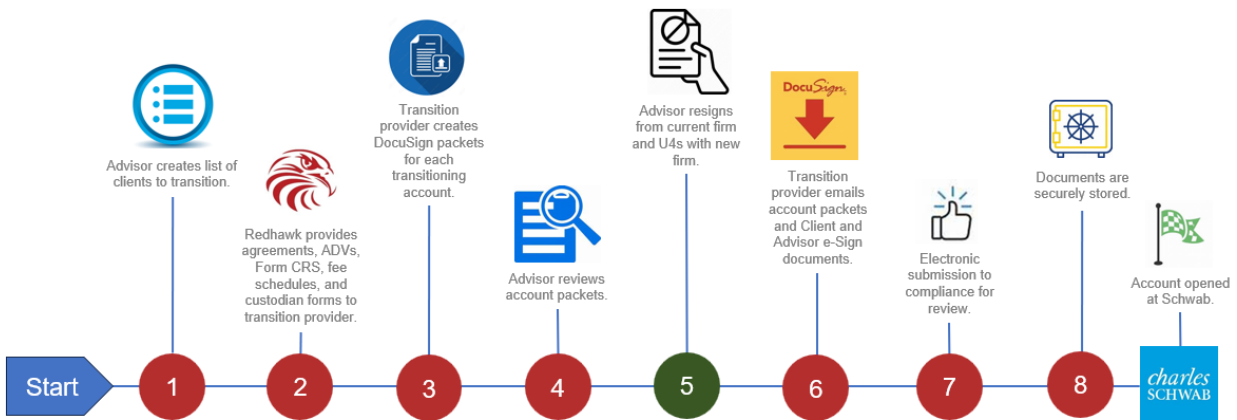 Advisor creates list of
clients to transition.
Redhawk provides
agreements, ADVs,
Form CRS, fee
schedules, and
custodian forms to
transition provider.
Transition
provider creates
DocuSign packets
for each
transitioning
account.
Advisor reviews
account packets.
Advisor resigns
from current firm
and U4s with new
firm.
DocuSign
Transition
provider emails
account packets
and Client and
Advisor e-Sign
documents.
Electronic
submission to
compliance for
review.
Documents are
securely stored.
Account opened
at Schwab.
Start
1
2
3
4
5
6
7
8
charles
SCHWAB